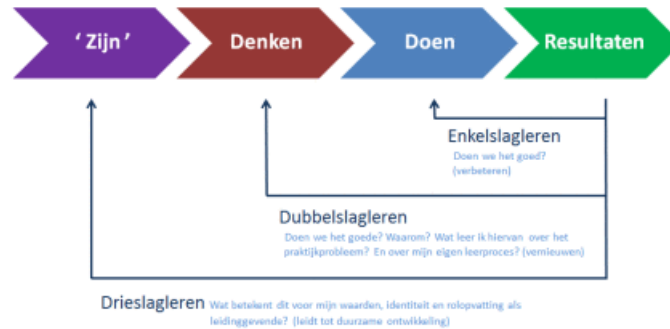 ‘Zijn’
Denken
Doen
Resultaten
Enkelslagleren
Doen we het goed?
(verbeteren)
Dubbelslagleren
Doen we het goede? Waarom? Wat leer ik hiervan over het
praktijkprobleem? En over mijn eigen leerproces? (vernieuwen)
Drieslagleren Wat betekent dit voor mijn waarden, identiteit en rolopvatting als
leidinggevende? (leidt tot duurzame ontwikkeling)